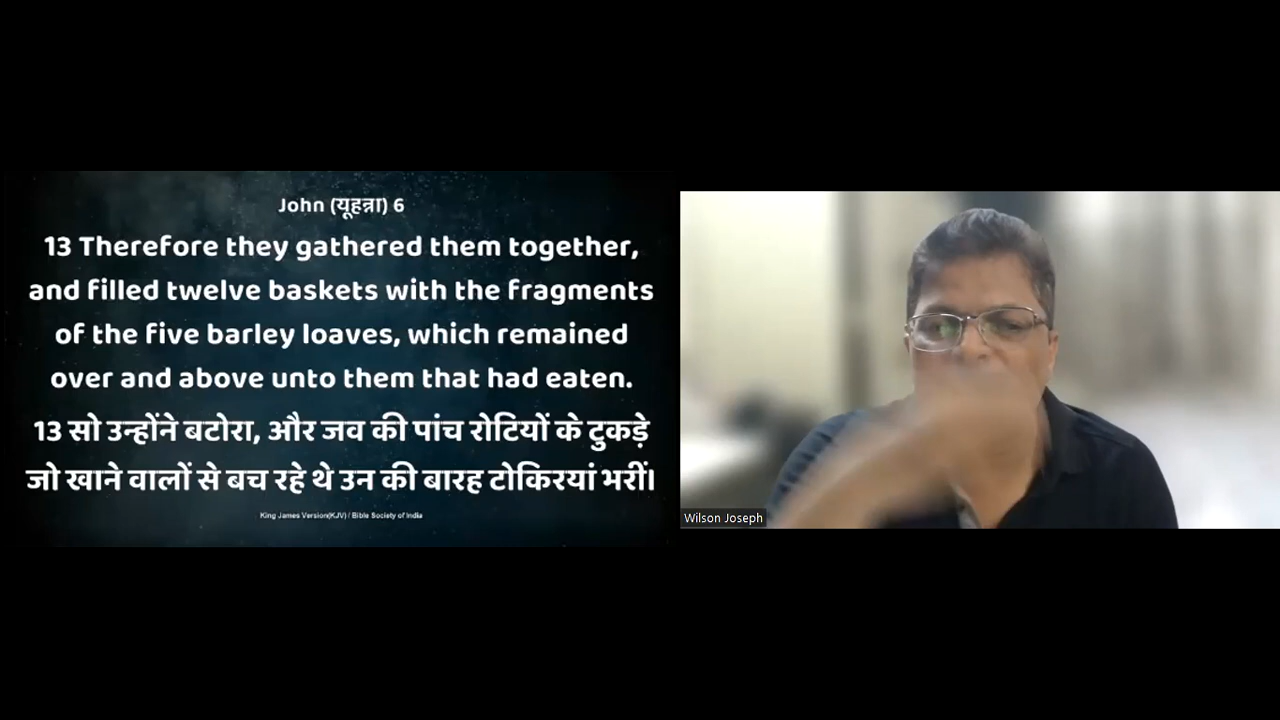 John (यूहन्ना) 6
13 Therefore they gathered them together,
and filled twelve baskets with the fragments
of the five barley loaves, which remained
over and above unto them that had eaten.
13 सो उन्होंने बटोरा, और जव की पांच रोटियों के टुकड़े
जो खाने वालों से बच रहे थे उन की बारह टोकिरयां भरीं।
King James Version(KJV) / Bible Society of India
Wilson Joseph